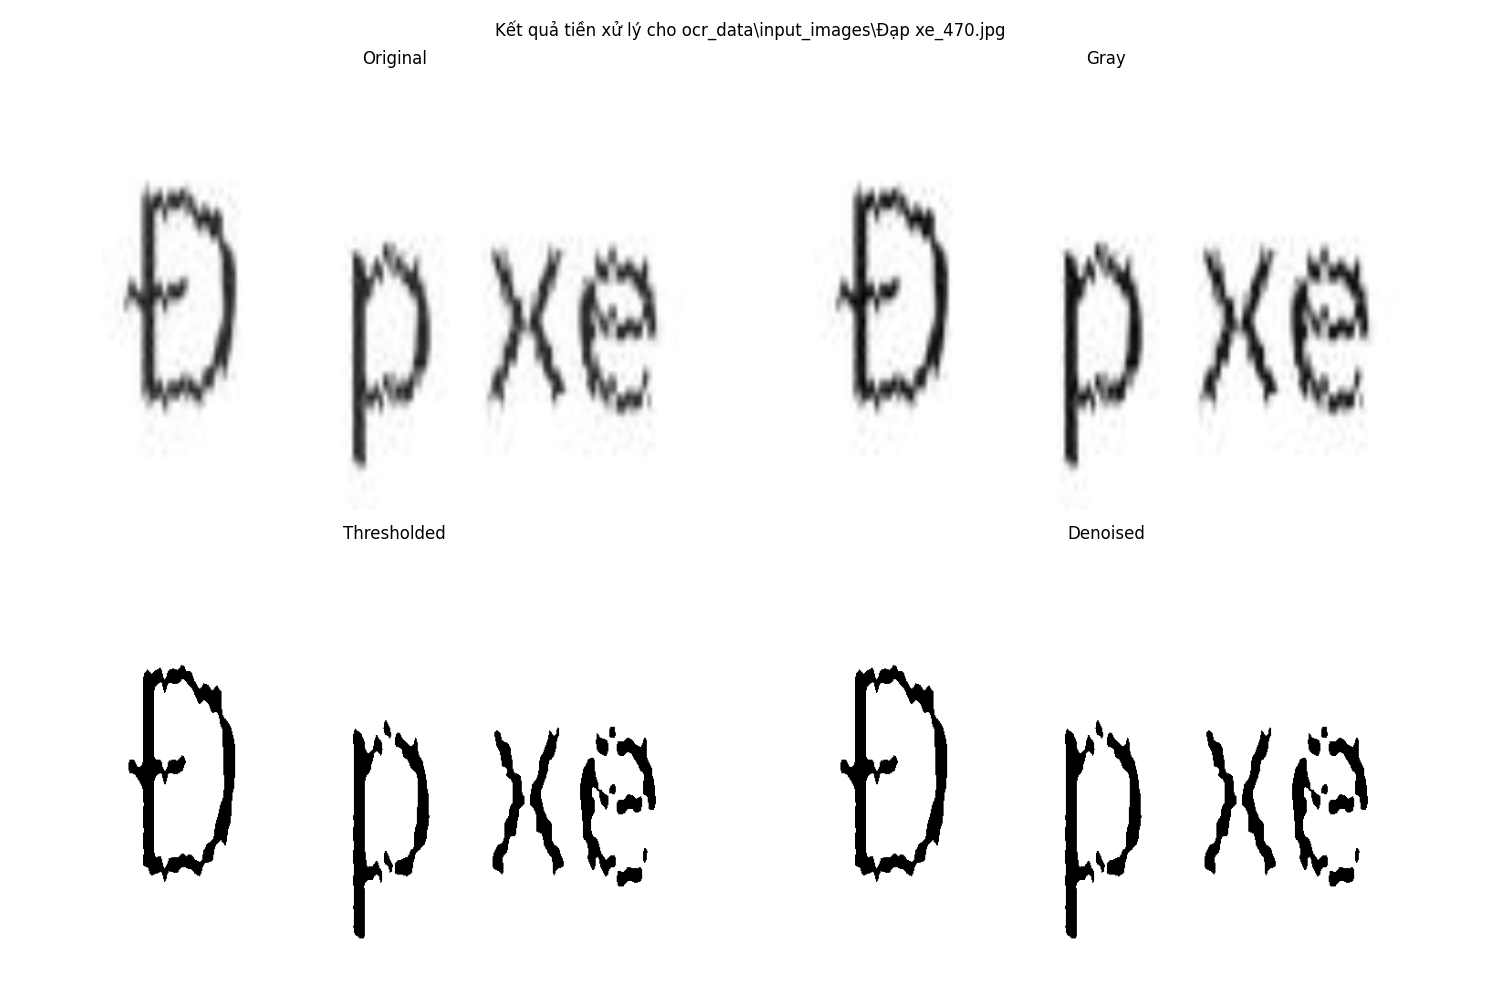 Kết quả tiền xử lý cho ocr_data\input_images\Đạp xe_470.jpg
Original
Gray
Đ p xe
Đ p xe
Thresholded
Denoised
Đ p xe
Đ p xe